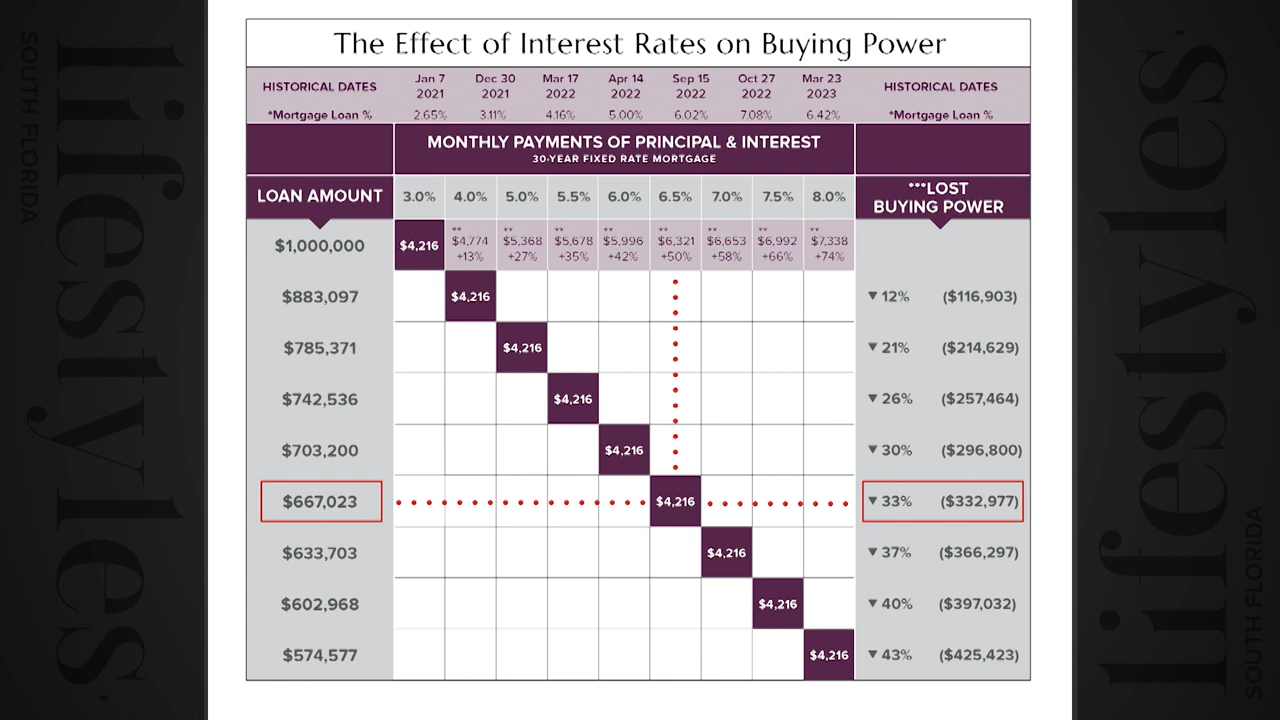 The Effect of Interest Rates on Buying Power
HISTORICAL DATES Jan 7 2021 Dec 30 2021 Mar 17 2022 Apr 14 2022 Sep 15 2022 Oct 27 2022 Mar 23 2023 HISTORICAL DATES
*Mortgage Loan % 2.65% 3.11% 4.16% 5.00% 6.02% 7.08% 6.42% *Mortgage Loan %
MONTHLY PAYMENTS OF PRINCIPAL & INTEREST
30-YEAR FIXED RATE MORTGAGE
LOAN AMOUNT 3.0% 4.0% 5.0% 5.5% 6.0% 6.5% 7.0% 7.5% 8.0% ***LOST BUYING POWER
** ** ** ** ** ** ** **
$1,000,000 $4,216 $4,774 $5,368 $5,678 $5,996 $6,321 $6,653 $6,992 $7,338
+13% +27% +35% +42% +50% +58% +66% +74%
$883,097 $4,216 ▼ 12% ($116,903)
$785,371 $4,216 ▼ 21% ($214,629)
$742,536 $4,216 ▼ 26% ($257,464)
$703,200 $4,216 ▼ 30% ($296,800)
$667,023 $4,216 ▼ 33% ($332,977)
$633,703 $4,216 ▼ 37% ($366,297)
$602,968 $4,216 ▼ 40% ($397,032)
$574,577 $4,216 ▼ 43% ($425,423)
SOUTH FLORIDA
lifestyles
lifestyles
SOUTH FLORIDA